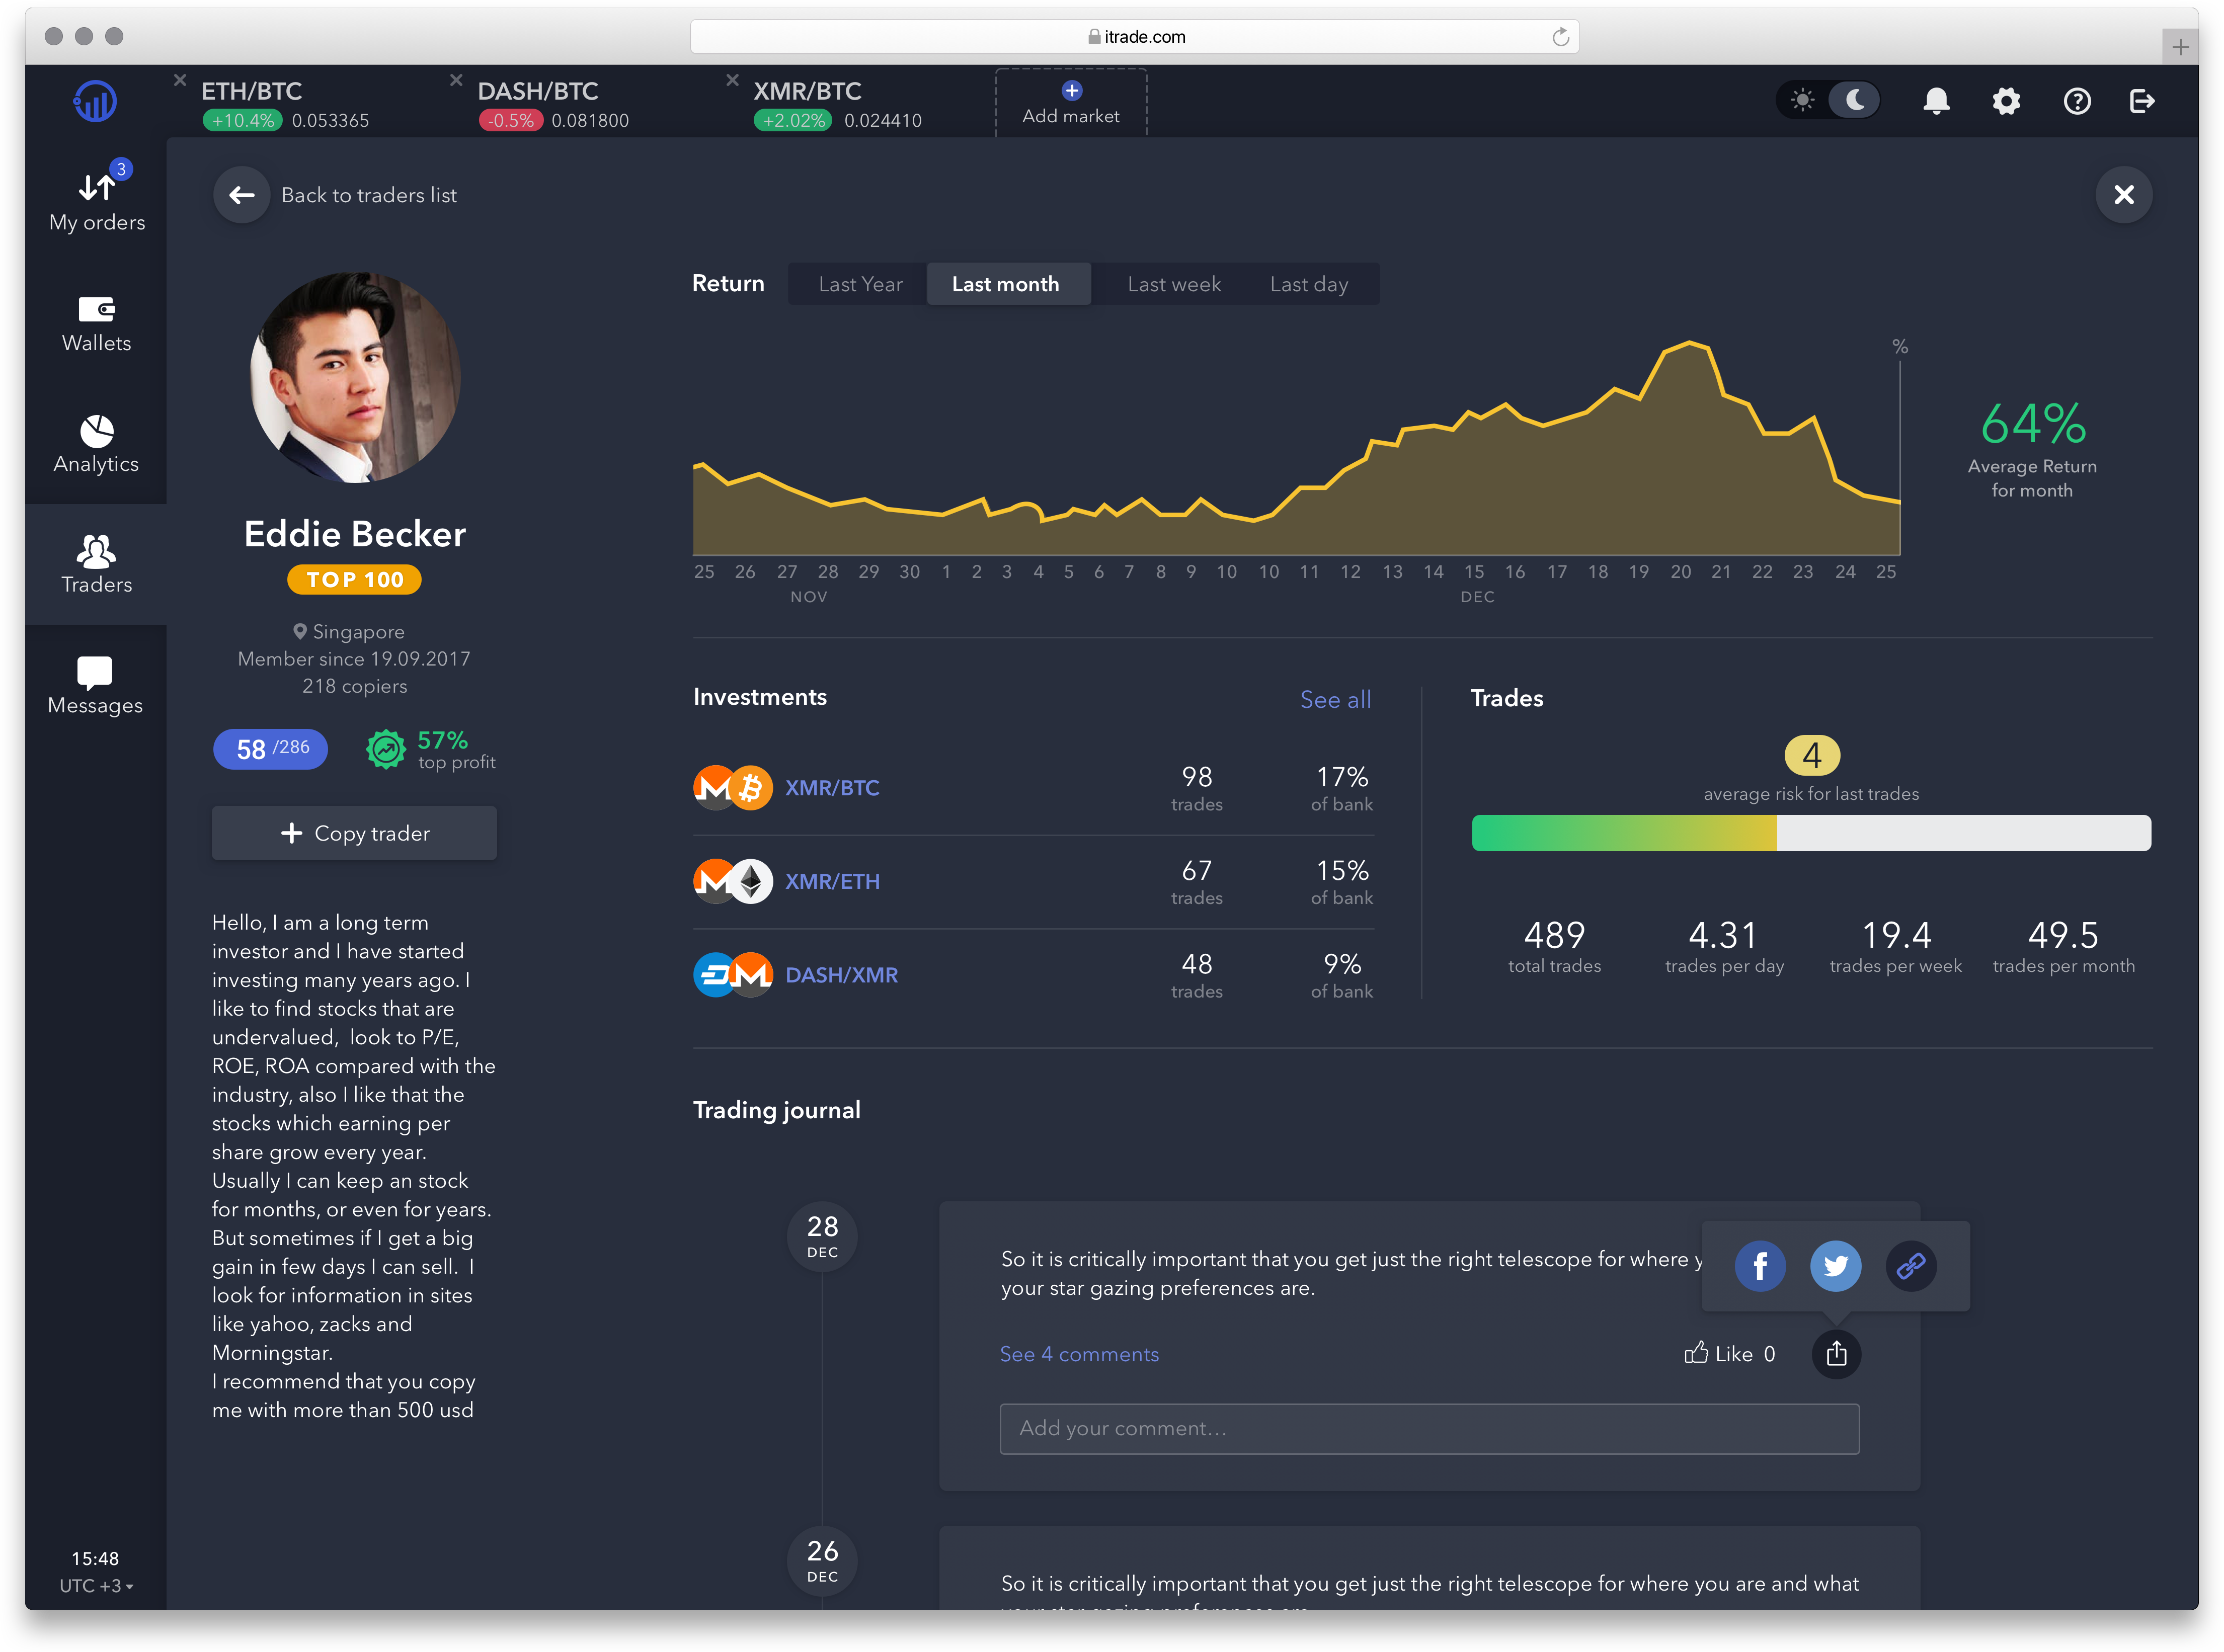 itrade.com
ETH/BTC
+10.4% 0.053365
DASH/BTC
-0.5% 0.081800
XMR/BTC
+2.02% 0.024410
Add market
3
My orders
Wallets
Analytics
Traders
Messages
15:48
UTC +3
Back to traders list
Eddie Becker
TOP 100
Singapore
Member since 19.09.2017
218 copiers
58 /286
57%
top profit
Copy trader
Hello, I am a long term
investor and I have started
investing many years ago. I
like to find stocks that are
undervalued,  look to P/E,
ROE, ROA compared with the
industry, also I like that the
stocks which earning per
share grow every year.
Usually I can keep an stock
for months, or even for years.
But sometimes if I get a big
gain in few days I can sell.  I
look for information in sites
like yahoo, zacks and
Morningstar.
I recommend that you copy
me with more than 500 usd
Return
Last Year Last month Last week Last day
%
25 26 27 28 29 30 1 2 3 4 5 6 7 8 9 10 10 11 12 13 14 15 16 17 18 19 20 21 22 23 24 25
NOV DEC
64%
Average Return
for month
Investments See all
XMR/BTC
98
trades
17%
of bank
XMR/ETH
67
trades
15%
of bank
DASH/XMR
48
trades
9%
of bank
Trades
4
average risk for last trades
489
total trades
4.31
trades per day
19.4
trades per week
49.5
trades per month
Trading journal
28
DEC
So it is critically important that you get just the right telescope for where y
your star gazing preferences are.
See 4 comments
Like 0
Add your comment...
26
DEC
So it is critically important that you get just the right telescope for where you are and what